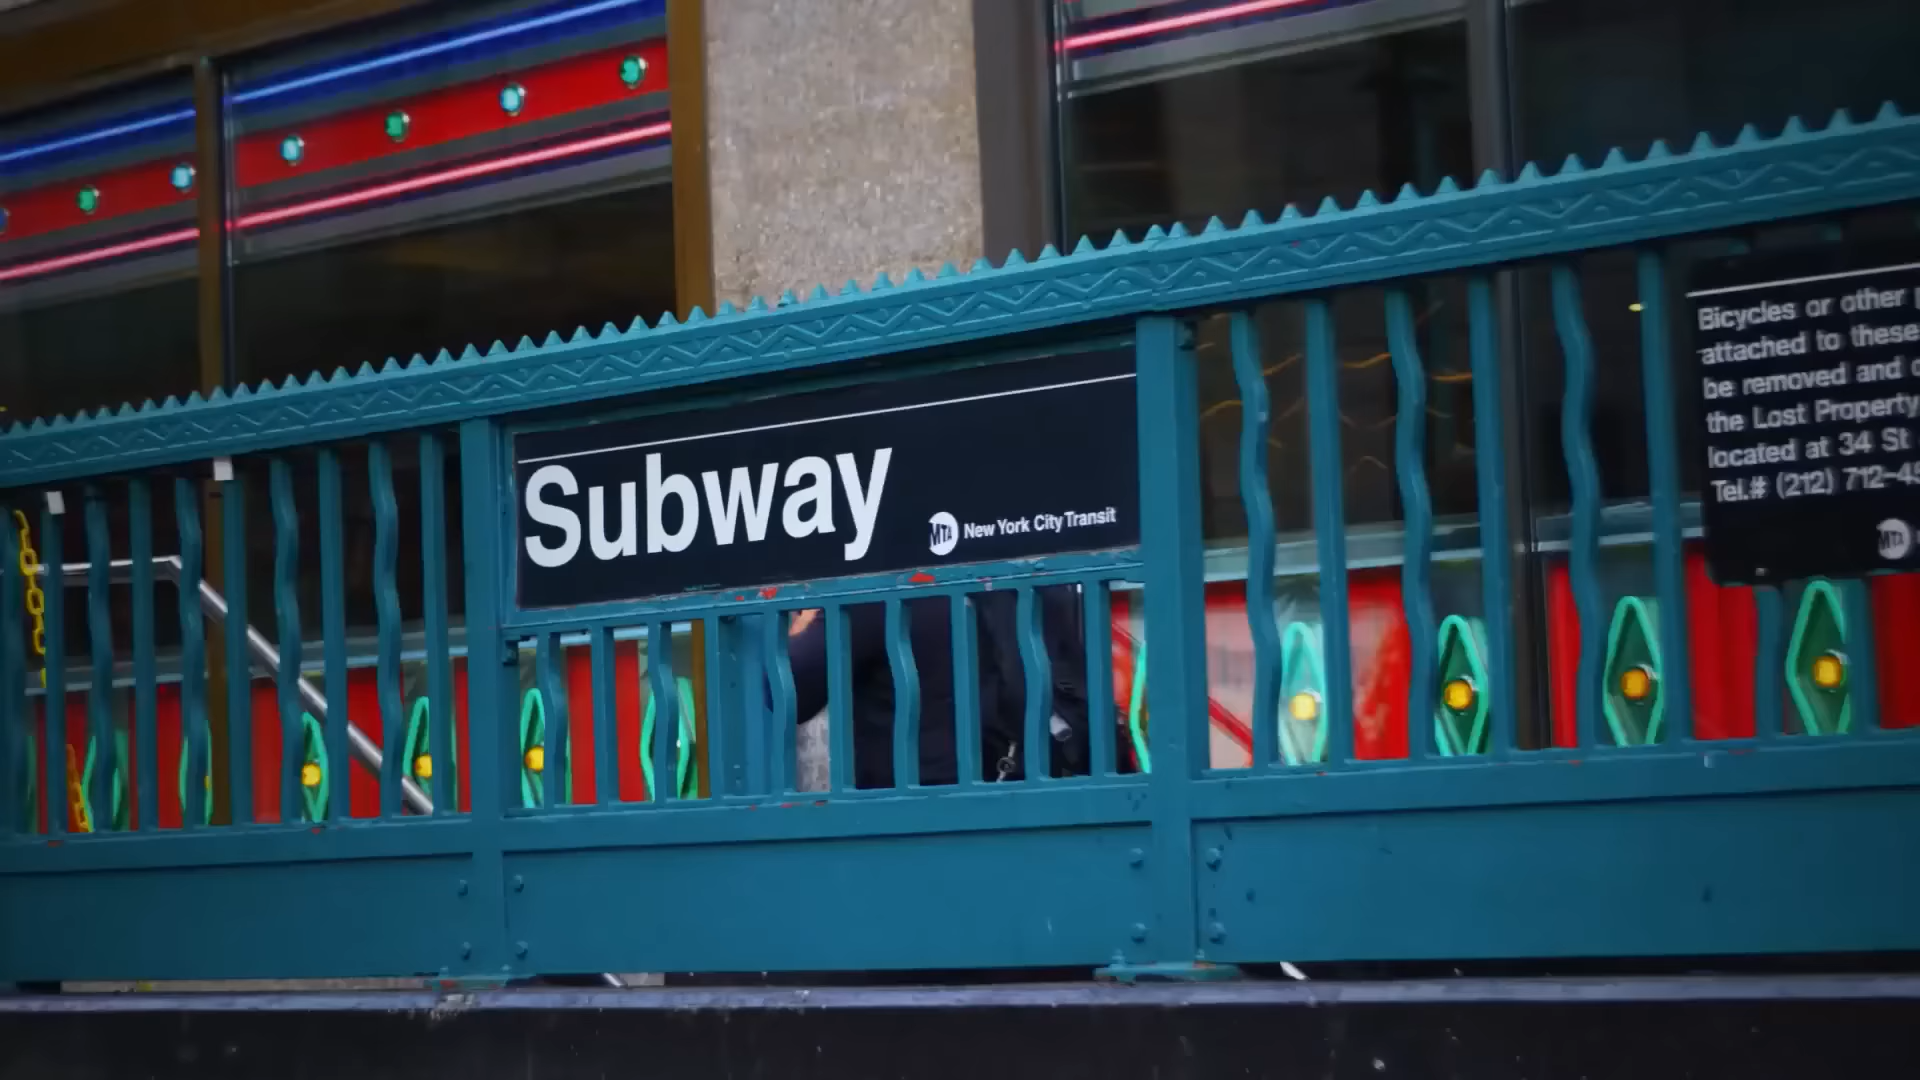 Subway
MTA New York City Transit
Bicycles or other
attached to these
be removed and
the Lost Property
located at 34 St
Tel.# (212) 712-45
MTA